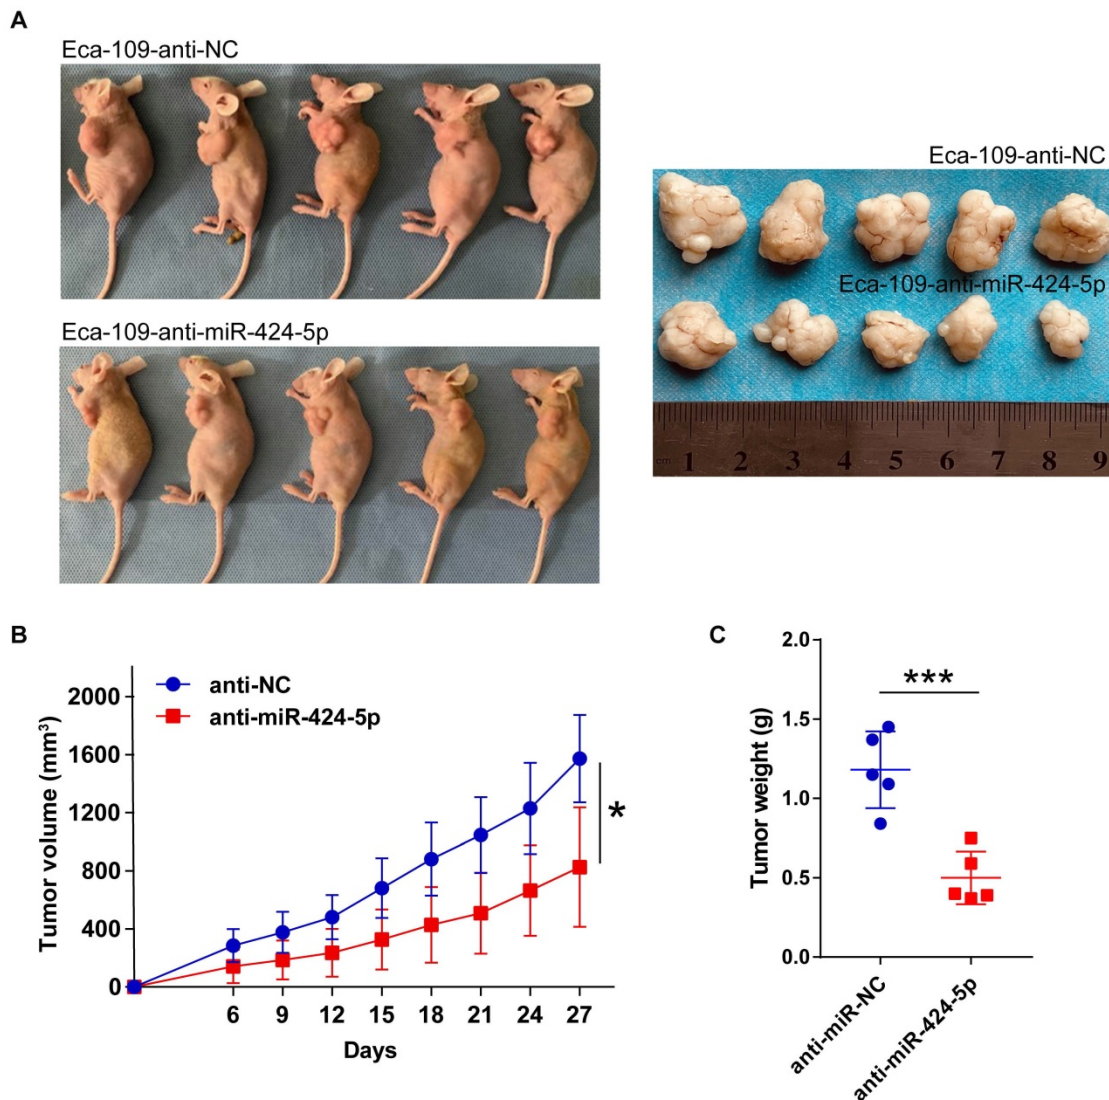 A
Eca-109-anti-NC
Eca-109-anti-miR-424-5p
Eca-109-anti-NC
Eca-109-anti-miR-424-5p
cm 1 2 3 4 5 6 7 8 9
B
Tumor volume (mm³)
2000
1600
1200
800
400
0
anti-NC
anti-miR-424-5p
*
6 9 12 15 18 21 24 27
Days
C
Tumor weight (g)
2.0
1.5
1.0
0.5
0.0
***
anti-miR-NC
anti-miR-424-5p